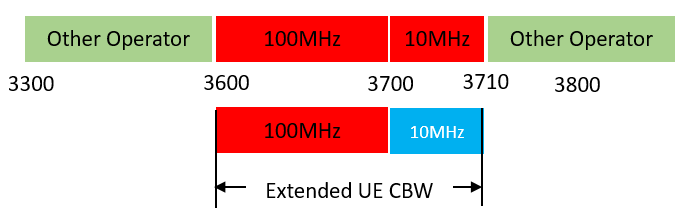 Other Operator 100MHz 10MHz Other Operator
3300 3600 3700 3710 3800
100MHz 10MHz
Extended UE CBW